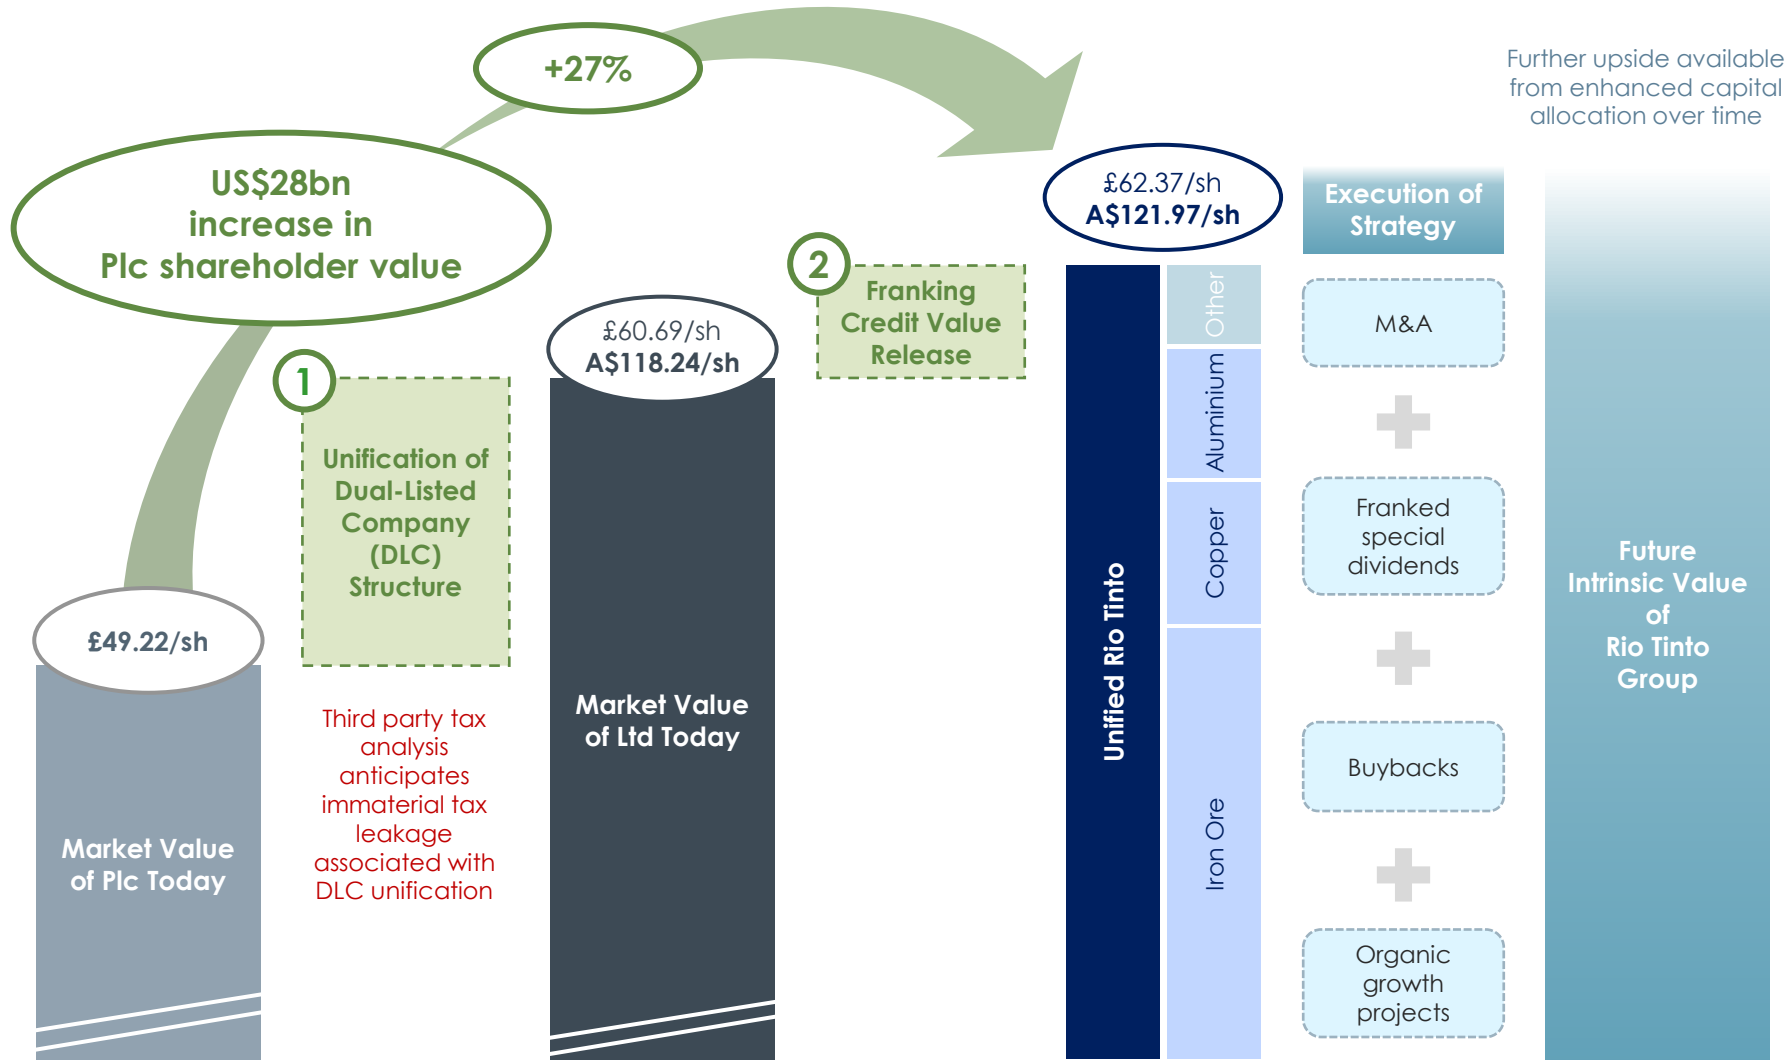 +27%
US$28bn
increase in
Plc shareholder value
£49.22/sh
Market Value
of Plc Today
1
Unification of
Dual-Listed
Company
(DLC)
Structure
Third party tax
analysis
anticipates
immaterial tax
leakage
associated with
DLC unification
£60.69/sh
A$118.24/sh
Market Value
of Ltd Today
2
Franking
Credit Value
Release
£62.37/sh
A$121.97/sh
Unified Rio Tinto
Other
Aluminium
Copper
Iron Ore
Execution of
Strategy
M&A
Franked
special
dividends
Buybacks
Organic
growth
projects
Further upside available
from enhanced capital
allocation over time
Future
Intrinsic Value
of
Rio Tinto
Group